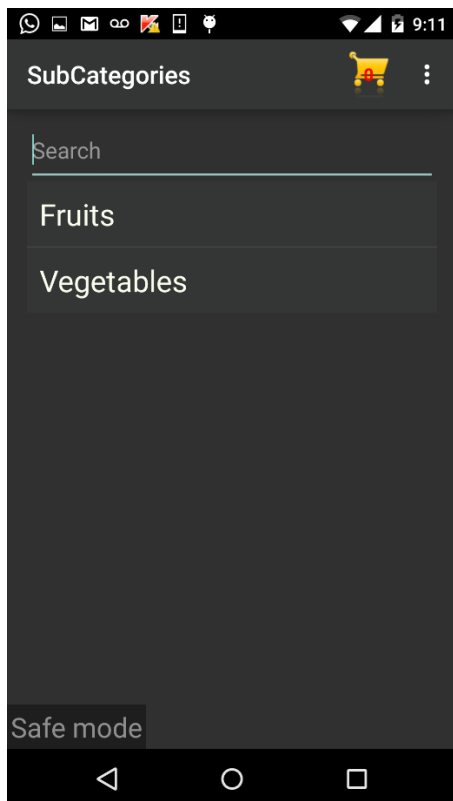 9:11
SubCategories
0
Search
Fruits
Vegetables
Safe mode